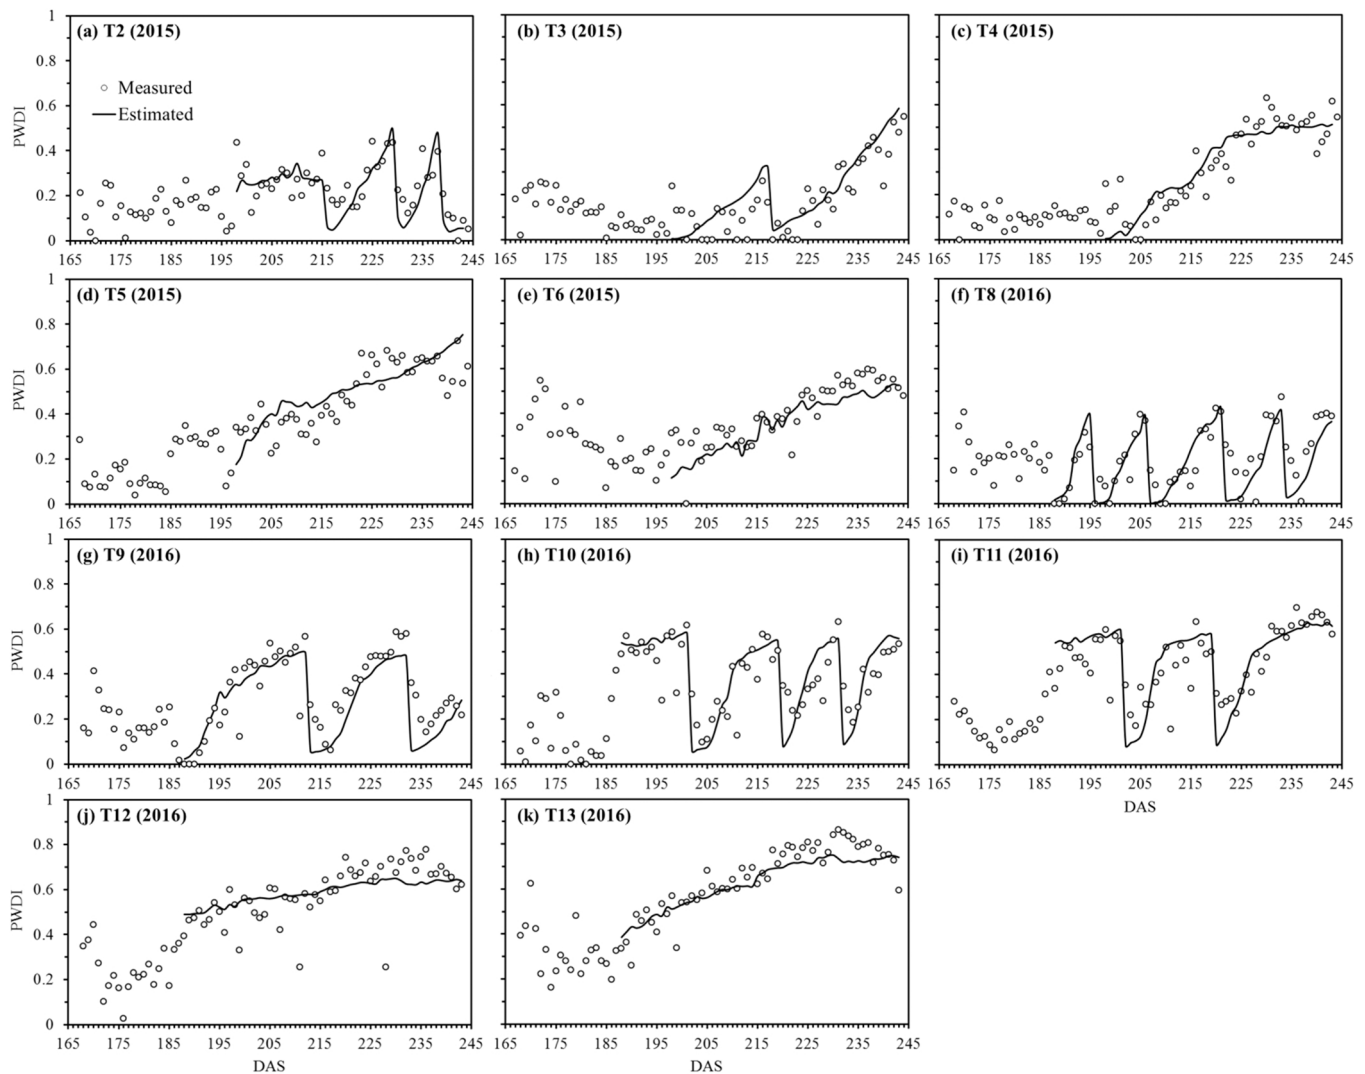 (a) T2 (2015)
Measured
Estimated
PWDI
1
0.8
0.6
0.4
0.2
0
165 175 185 195 205 215 225 235 245
(b) T3 (2015)
165 175 185 195 205 215 225 235 245
(c) T4 (2015)
165 175 185 195 205 215 225 235 245
(d) T5 (2015)
PWDI
1
0.8
0.6
0.4
0.2
0
165 175 185 195 205 215 225 235 245
(e) T6 (2015)
165 175 185 195 205 215 225 235 245
(f) T8 (2016)
165 175 185 195 205 215 225 235 245
(g) T9 (2016)
PWDI
1
0.8
0.6
0.4
0.2
0
165 175 185 195 205 215 225 235 245
(h) T10 (2016)
165 175 185 195 205 215 225 235 245
(i) T11 (2016)
165 175 185 195 205 215 225 235 245
DAS
(j) T12 (2016)
PWDI
1
0.8
0.6
0.4
0.2
0
165 175 185 195 205 215 225 235 245
DAS
(k) T13 (2016)
165 175 185 195 205 215 225 235 245
DAS